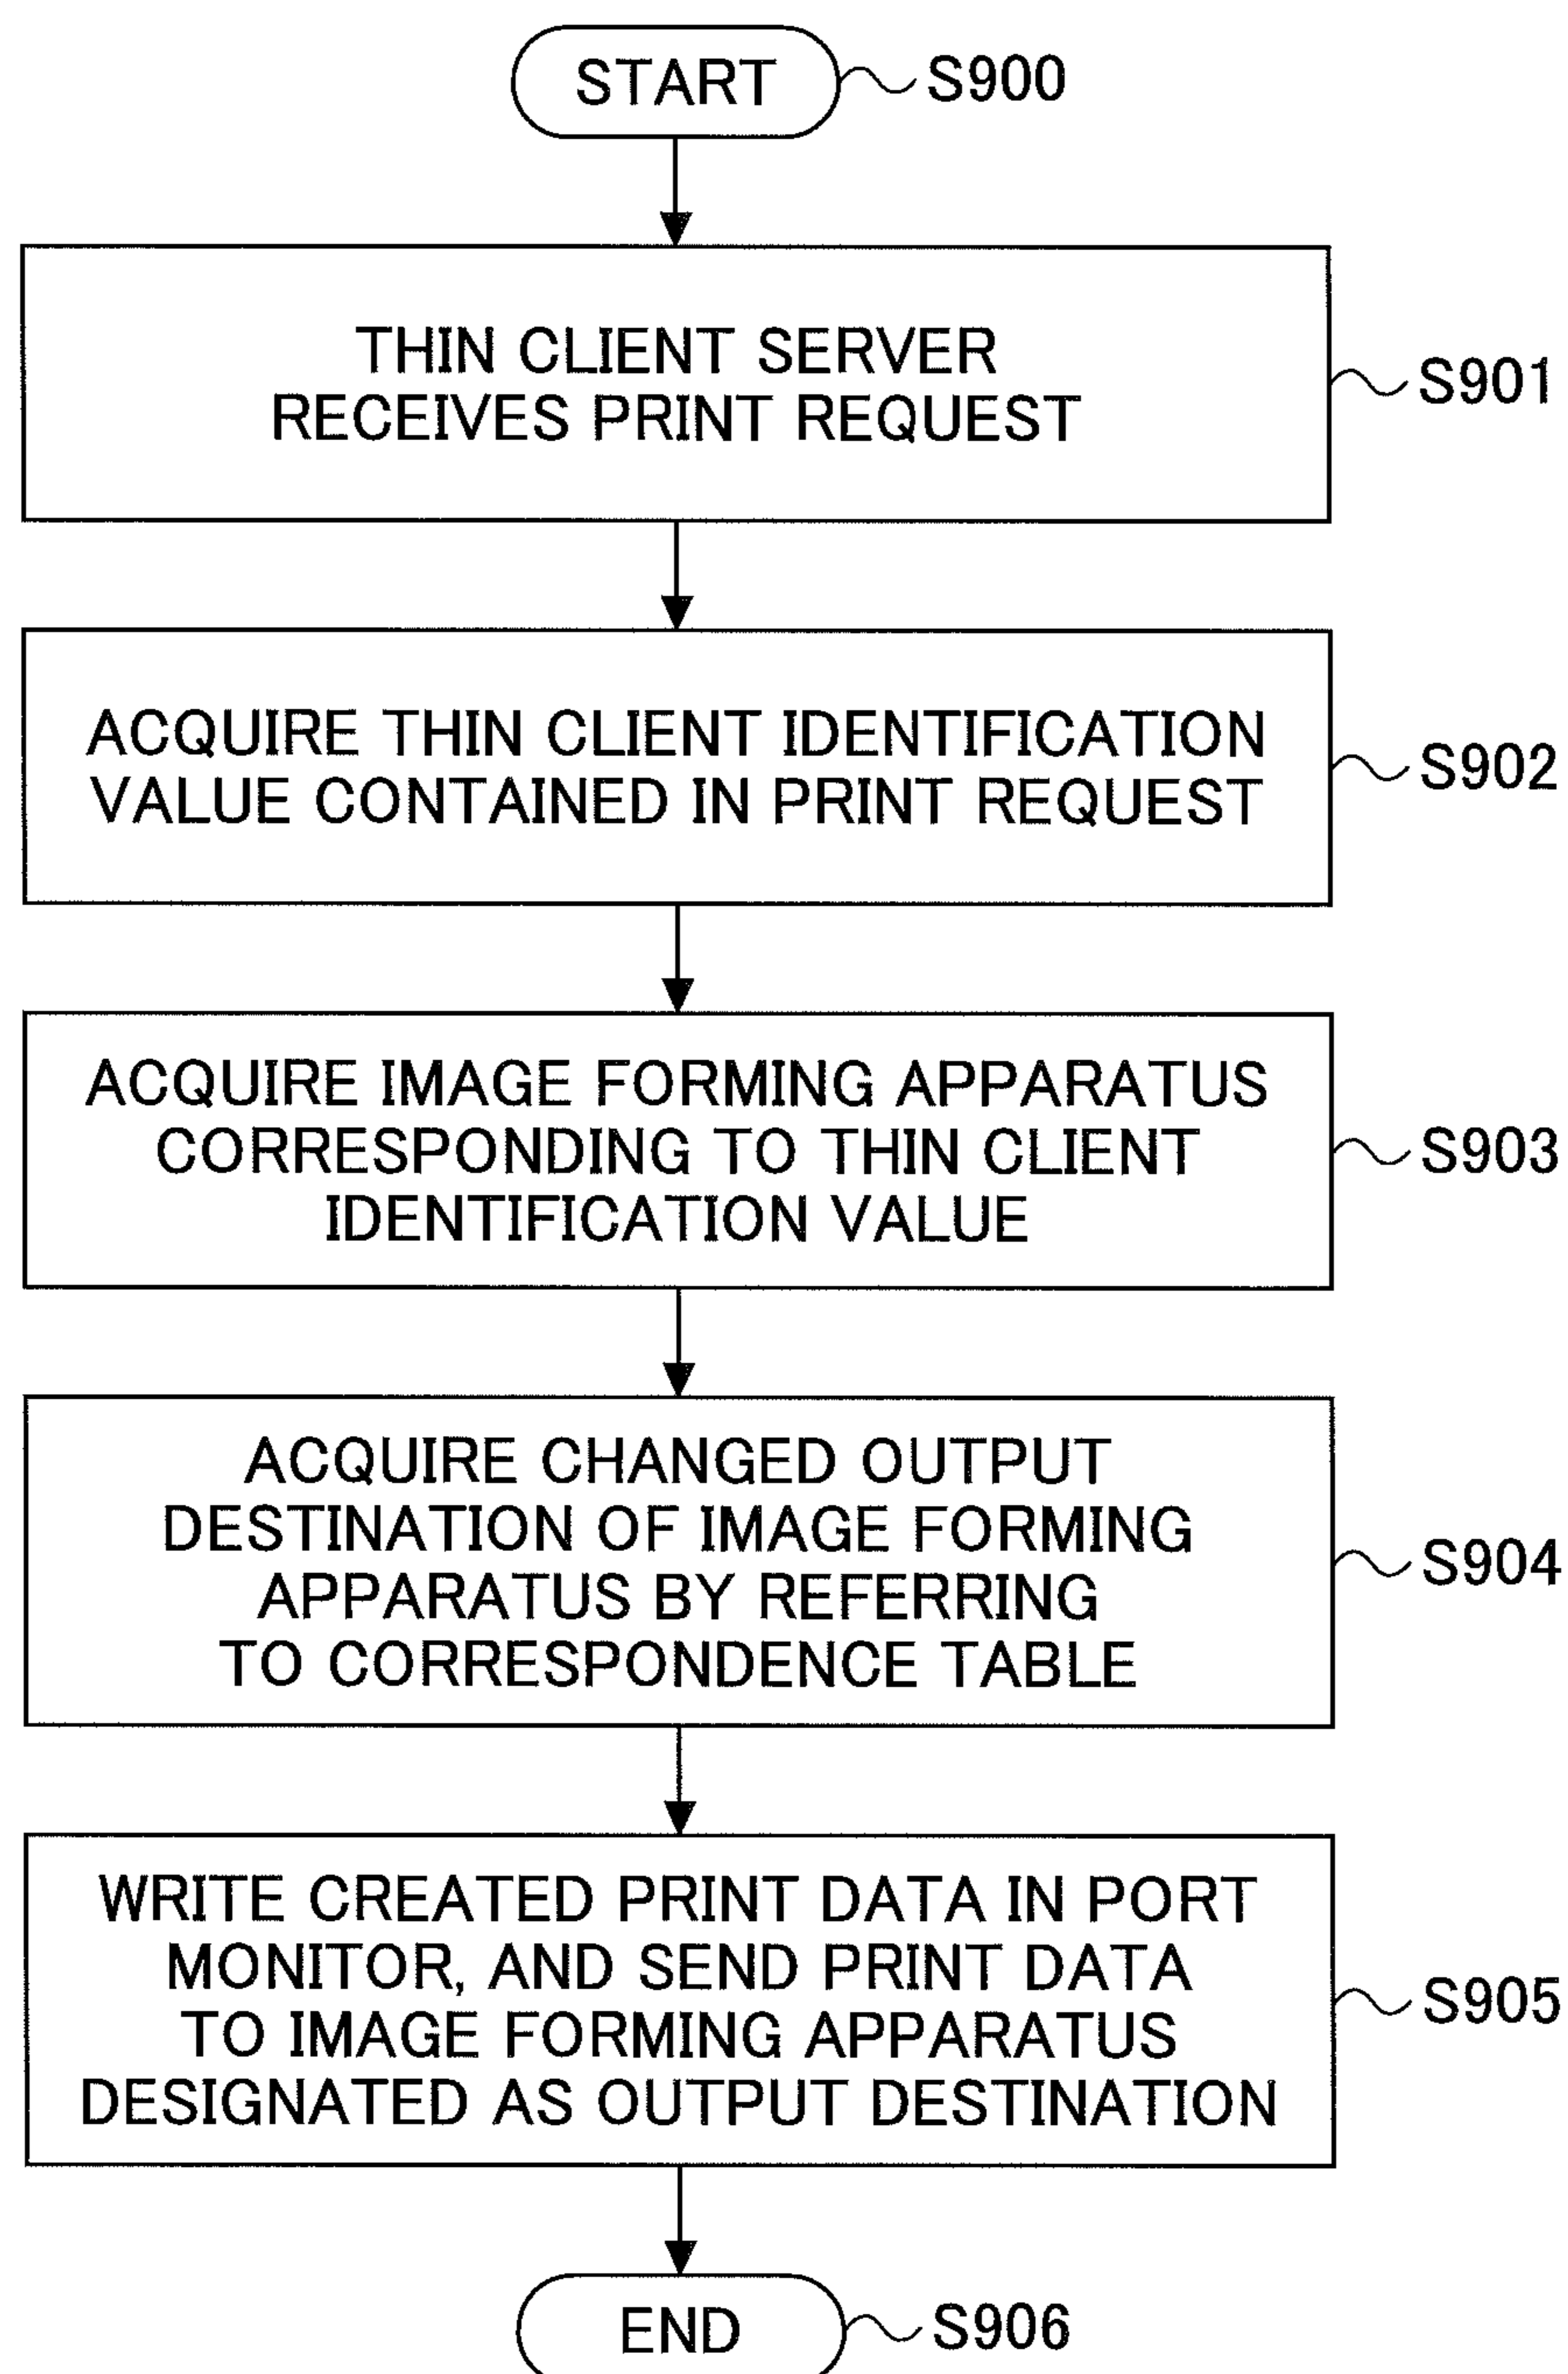 START
S900
THIN CLIENT SERVER
RECEIVES PRINT REQUEST
S901
ACQUIRE THIN CLIENT IDENTIFICATION
VALUE CONTAINED IN PRINT REQUEST
S902
ACQUIRE IMAGE FORMING APPARATUS
CORRESPONDING TO THIN CLIENT
IDENTIFICATION VALUE
S903
ACQUIRE CHANGED OUTPUT
DESTINATION OF IMAGE FORMING
APPARATUS BY REFERRING
TO CORRESPONDENCE TABLE
S904
WRITE CREATED PRINT DATA IN PORT
MONITOR, AND SEND PRINT DATA
TO IMAGE FORMING APPARATUS
DESIGNATED AS OUTPUT DESTINATION
S905
END
S906